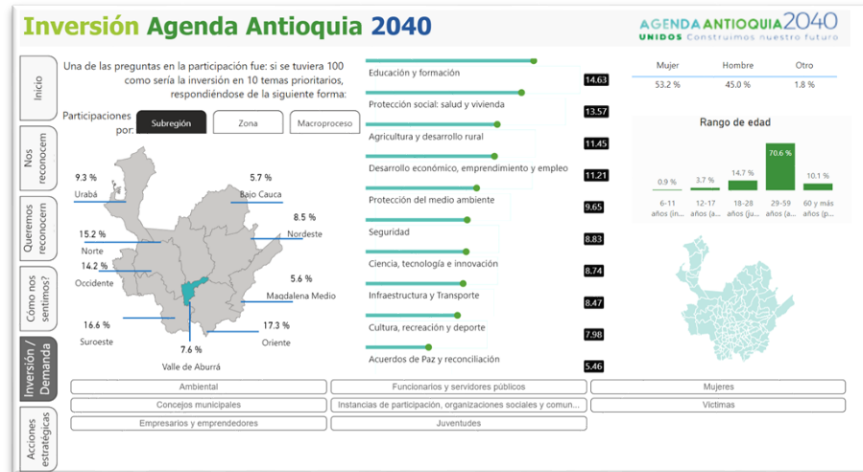 Inversión Agenda Antioquia 2040
AGENDA ANTIOQUIA 2040
UNIDOS Construimos nuestro futuro
Inicio
Nos reconocem
Queremos reconocern
Cómo nos sentimos?
Inversión / Demanda
Acciones estratégicas
Una de las preguntas en la participación fue: si se tuviera 100
como sería la inversión en 10 temas prioritarios,
respondiéndose de la siguiente forma:
Participaciones
por:
Subregión
Zona
Macroproceso
9.3 %
Urabá
5.7 %
Bajo Cauca
8.5 %
Nordeste
15.2 %
Norte
14.2 %
Occidente
5.6 %
Magdalena Medio
16.6 %
Suroeste
17.3 %
Oriente
7.6 %
Valle de Aburrá
Educación y formación
14.63
Protección social: salud y vivienda
13.57
Agricultura y desarrollo rural
11.45
Desarrollo económico, emprendimiento y empleo
11.21
Protección del medio ambiente
9.65
Seguridad
8.83
Ciencia, tecnología e innovación
8.74
Infraestructura y Transporte
8.47
Cultura, recreación y deporte
7.98
Acuerdos de Paz y reconciliación
5.46
Mujer Hombre Otro
53.2 % 45.0 % 1.8 %
Rango de edad
0.9 % 3.7 % 14.7 % 70.6 % 10.1 %
6-11 12-17 18-28 29-59 60 y más
años (in... años (a... años (ju... años (a... años (p...
Ambiental
Funcionarios y servidores públicos
Mujeres
Concejos municipales
Instancias de participación, organizaciones sociales y comun...
Victimas
Empresarios y emprendedores
Juventudes